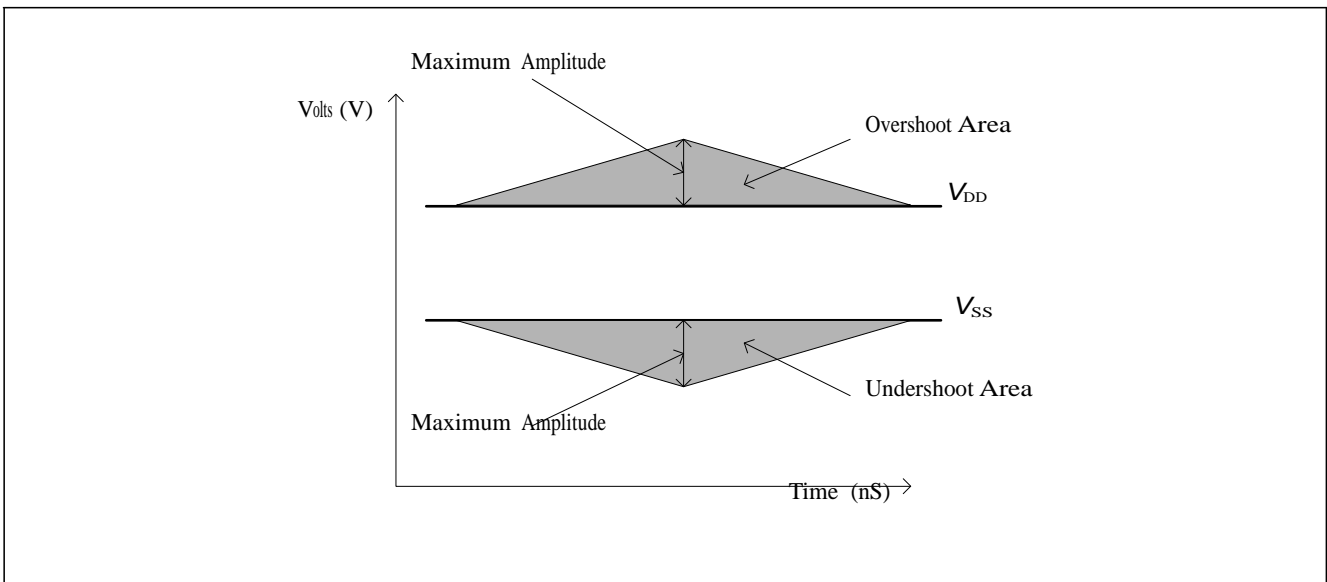 Maximum Amplitude
Volts (V)
Overshoot Area
VDD
VSS
Undershoot Area
Maximum Amplitude
Time (nS)